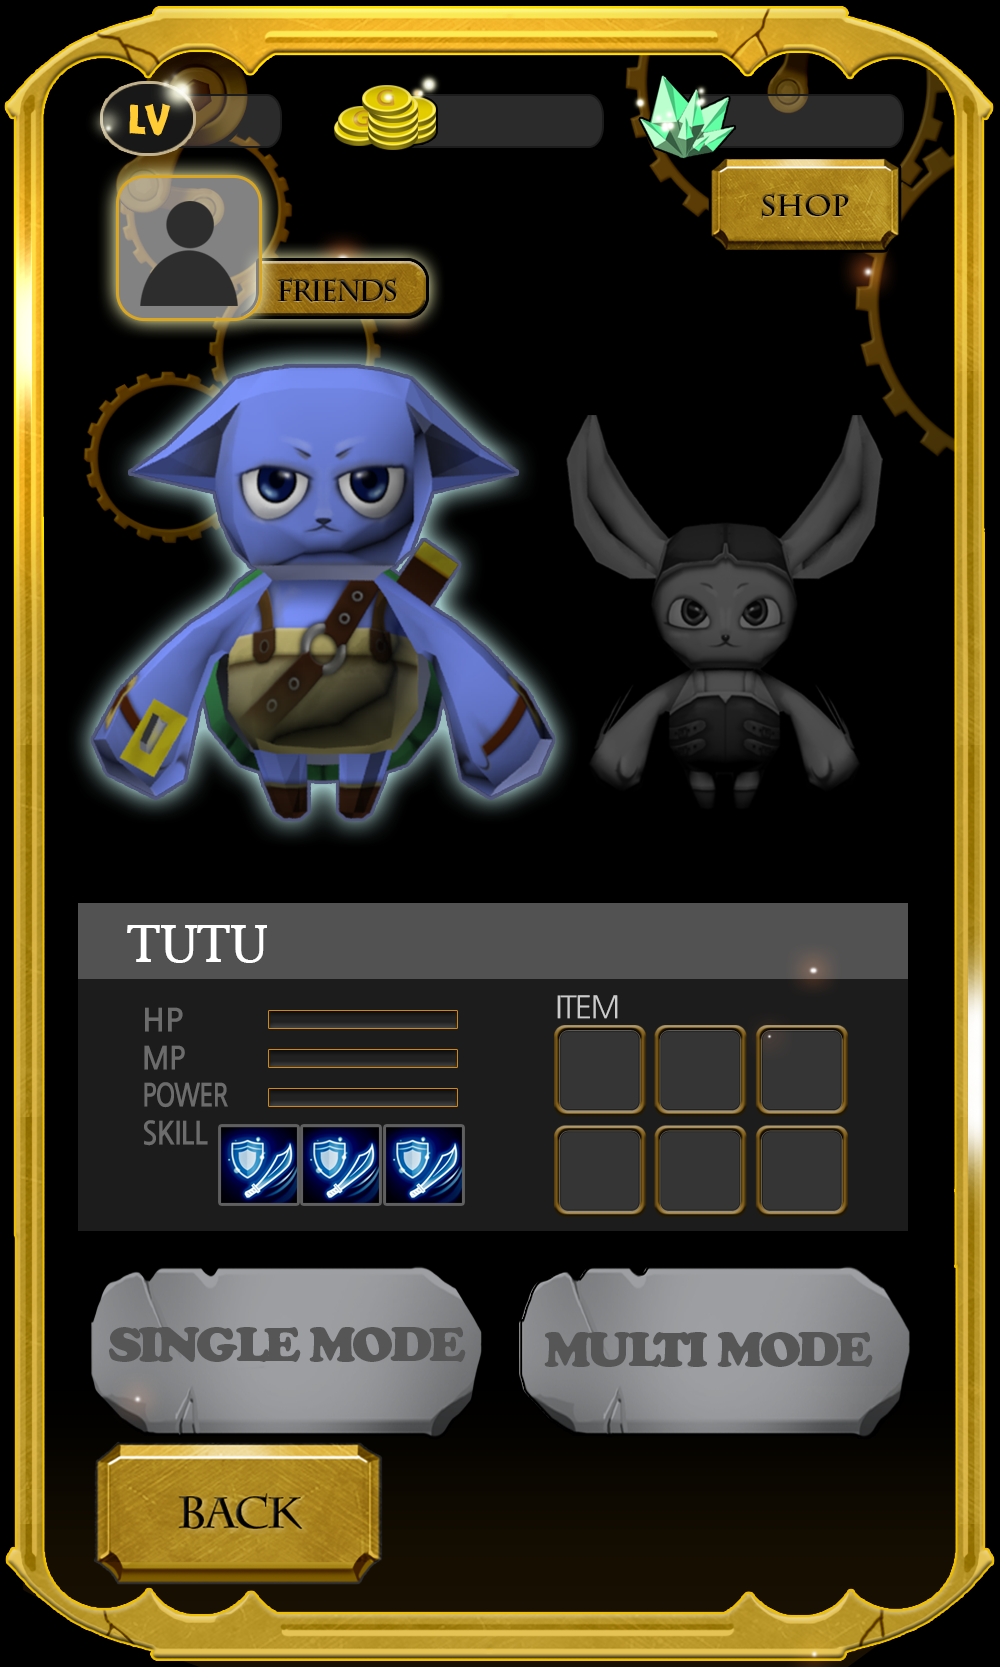 LV
SHOP
FRIENDS
TUTU
HP
MP
POWER
SKILL
ITEM
SINGLE MODE
MULTI MODE
BACK